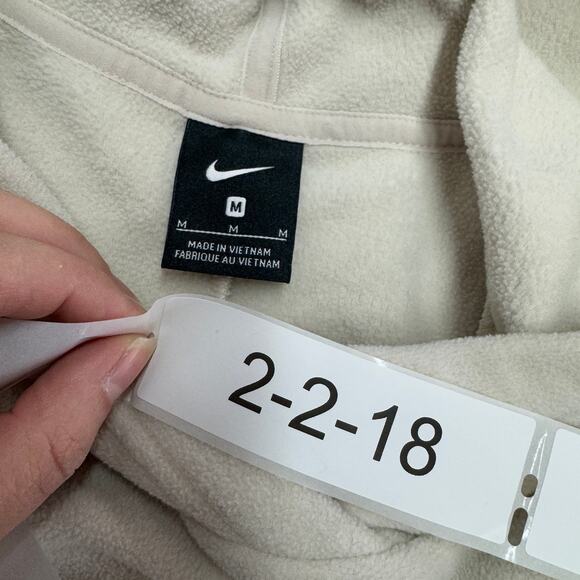 M
M M M
MADE IN VIETNAM
FABRIQUE AU VIETNAM
2-2-18